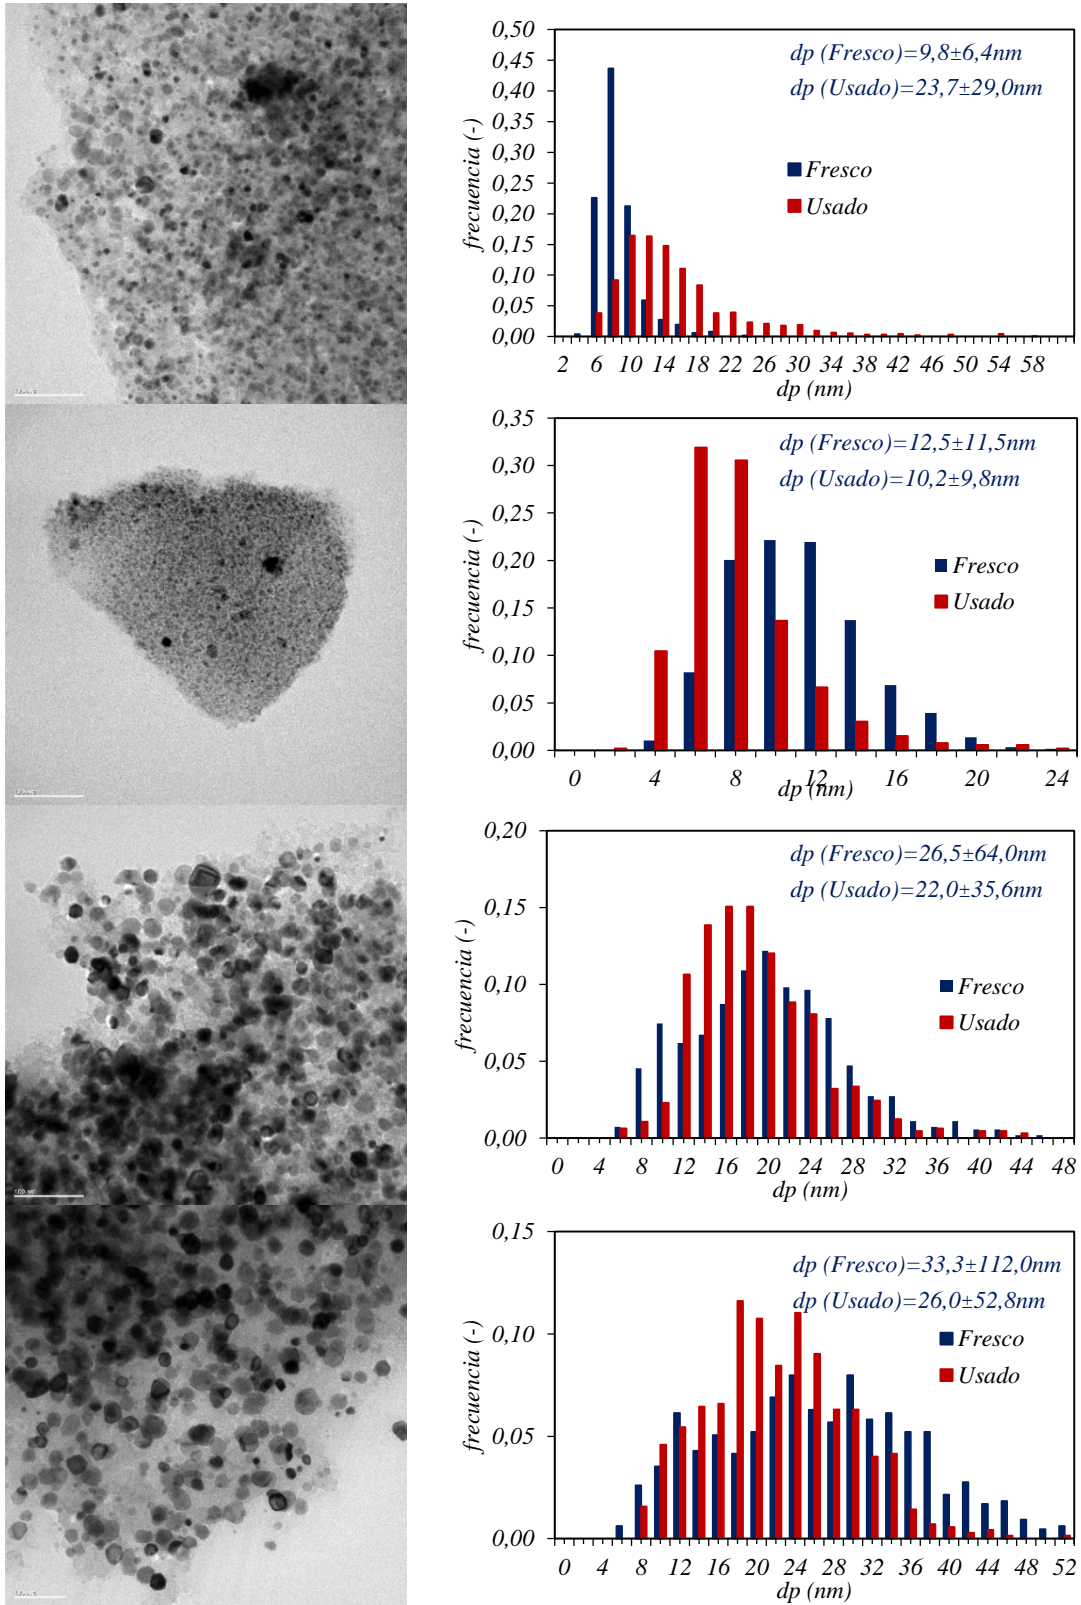 0,50
0,45
0,40
0,35
0,30
0,25
0,20
0,15
0,10
0,05
0,00
frecuencia (-)
dp (Fresco)=9,8±6,4nm
dp (Usado)=23,7±29,0nm
Fresco
Usado
2 6 10 14 18 22 26 30 34 38 42 46 50 54 58
dp (nm)
0,35
0,30
0,25
0,20
0,15
0,10
0,05
0,00
frecuencia (-)
dp (Fresco)=12,5±11,5nm
dp (Usado)=10,2±9,8nm
Fresco
Usado
0 4 8 12 16 20 24
dp (nm)
0,20
0,15
0,10
0,05
0,00
frecuencia (-)
dp (Fresco)=26,5±64,0nm
dp (Usado)=22,0±35,6nm
Fresco
Usado
0 4 8 12 16 20 24 28 32 36 40 44 48
dp (nm)
100 nm
0,15
0,10
0,05
0,00
frecuencia (-)
dp (Fresco)=33,3±112,0nm
dp (Usado)=26,0±52,8nm
Fresco
Usado
0 4 8 12 16 20 24 28 32 36 40 44 48 52
dp (nm)